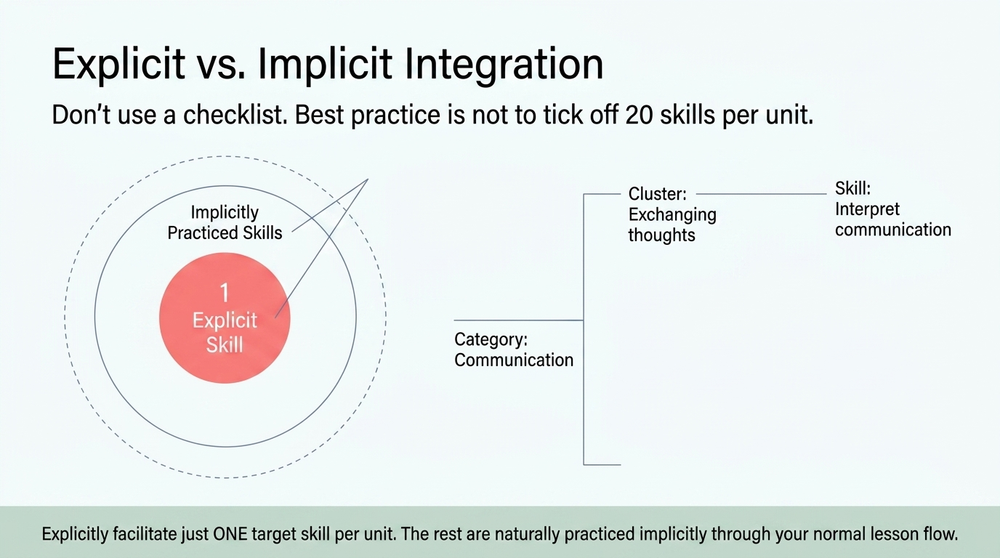 Explicit vs. Implicit Integration
Don't use a checklist. Best practice is not to tick off 20 skills per unit.
Implicitly
Practiced Skills
1
Explicit
Skill
Category:
Communication
Cluster:
Exchanging
thoughts
Skill:
Interpret
communication
Explicitly facilitate just ONE target skill per unit. The rest are naturally practiced implicitly through your normal lesson flow.